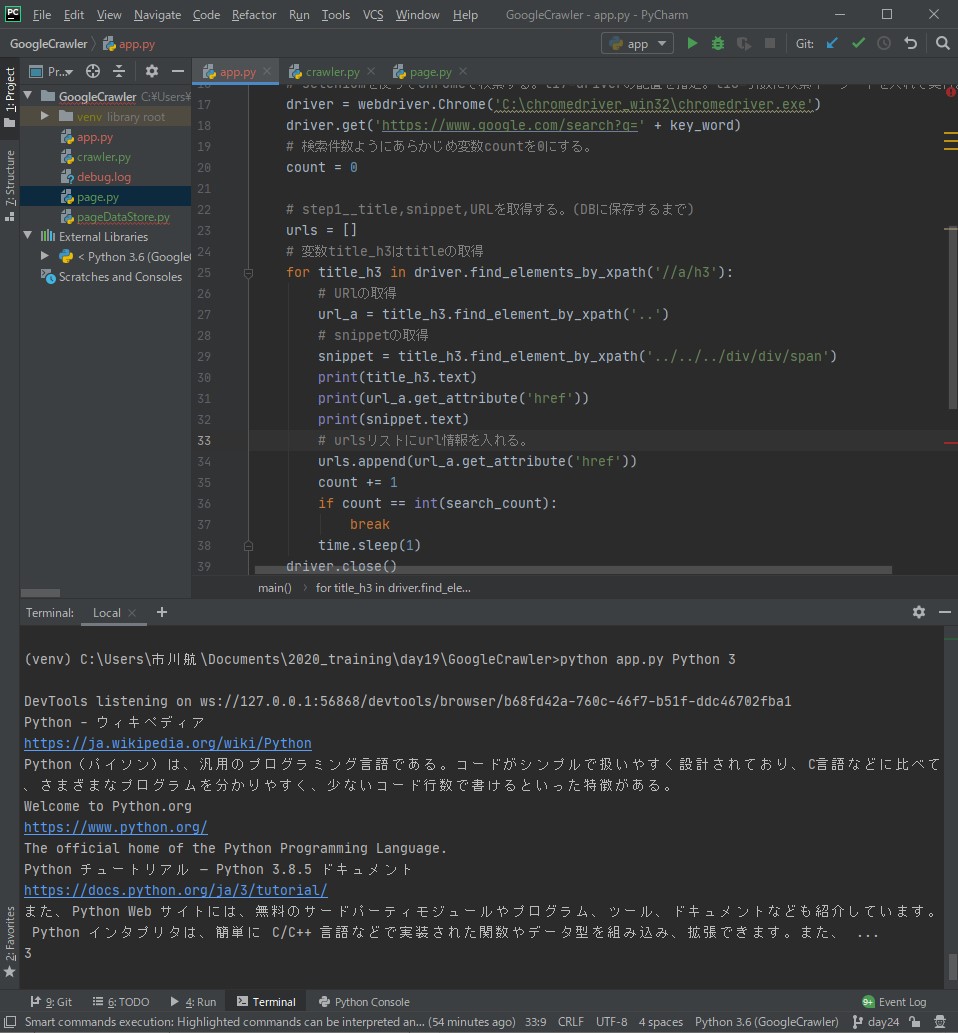 PC File Edit View Navigate Code Refactor Run Tools VCS Window Help GoogleCrawler - app.py - PyCharm
GoogleCrawler app.py app Git:
1: Project
7: Structure
2: Favorites
Pr...
GoogleCrawler C:¥Users¥
venv library root
app.py
crawler.py
debug.log
page.py
pageDataStore.py
External Libraries
< Python 3.6 (Google
Scratches and Consoles
app.py crawler.py page.py
17 driver = webdriver.Chrome('C:\chromedriver_win32\chromedriver.exe')
18 driver.get('https://www.google.com/search?q=' + key_word)
19 # 検索件数ようにあらかじめ変数countを0にする。
20 count = 0
21
22 # step1__title,snippet,URLを取得する。(DBに保存するまで)
23 urls = []
24 # 変数title_h3はtitleの取得
25 for title_h3 in driver.find_elements_by_xpath('//a/h3'):
26 # URlの取得
27 url_a = title_h3.find_element_by_xpath('..')
28 # snippetの取得
29 snippet = title_h3.find_element_by_xpath('../../../div/div/span')
30 print(title_h3.text)
31 print(url_a.get_attribute('href'))
32 print(snippet.text)
33 # urlsリストにurl情報を入れる。
34 urls.append(url_a.get_attribute('href'))
35 count += 1
36 if count == int(search_count):
37 break
38 time.sleep(1)
39 driver.close()
main() for title_h3 in driver.find_ele...
Terminal: Local
(venv) C:\Users\市川航\Documents\2020_training\day19\GoogleCrawler>python app.py Python 3
DevTools listening on ws://127.0.0.1:56868/devtools/browser/b68fd42a-760c-46f7-b51f-ddc46702fba1
Python - ウィキペディア
https://ja.wikipedia.org/wiki/Python
Python（パイソン）は、汎用のプログラミング言語である。コードがシンプルで扱いやすく設計されており、C言語などに比べて
、さまざまなプログラムを分かりやすく、少ないコード行数で書けるといった特徴がある。
Welcome to Python.org
https://www.python.org/
The official home of the Python Programming Language.
Python チュートリアル — Python 3.8.5 ドキュメント
https://docs.python.org/ja/3/tutorial/
また、Python Web サイトには、無料のサードパーティモジュールやプログラム、ツール、ドキュメントなども紹介しています。
Python インタプリタは、簡単に C/C++ 言語などで実装された関数やデータ型を組み込み、拡張できます。また、 ...
3
9: Git 6: TODO 4: Run Terminal Python Console 9+ Event Log
Smart commands execution: Highlighted commands can be interpreted an... (54 minutes ago) 33:9 CRLF UTF-8 4 spaces Python 3.6 (GoogleCrawler) day24